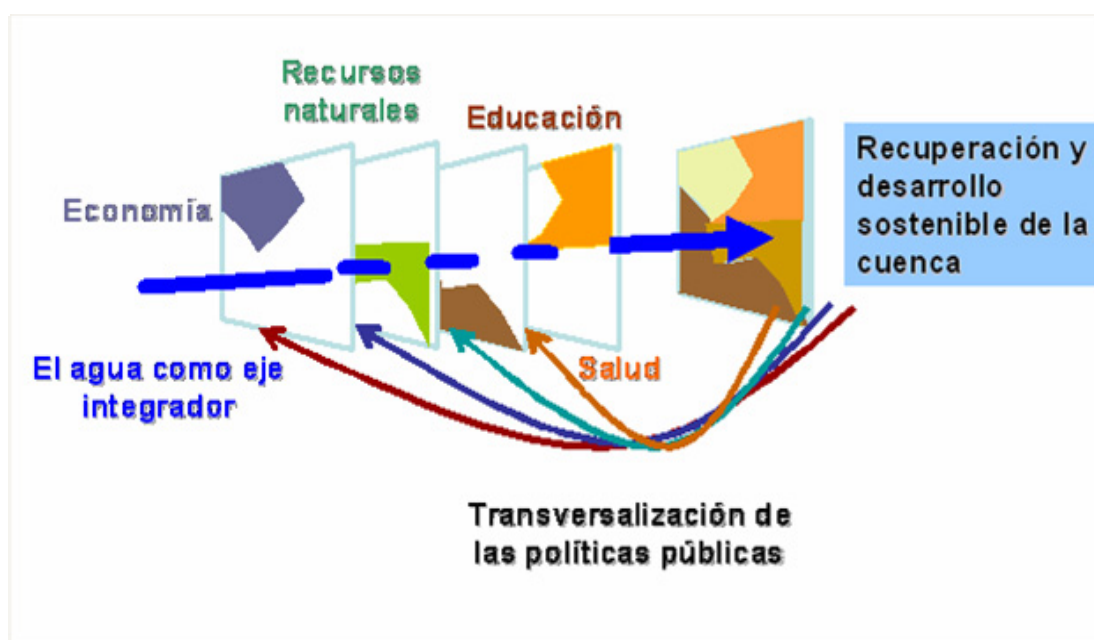 Recursos
naturales
Educación
Economía
Recuperación y
desarrollo
sostenible de la
cuenca
El agua como eje
integrador
Salud
Transversalización de
las políticas públicas